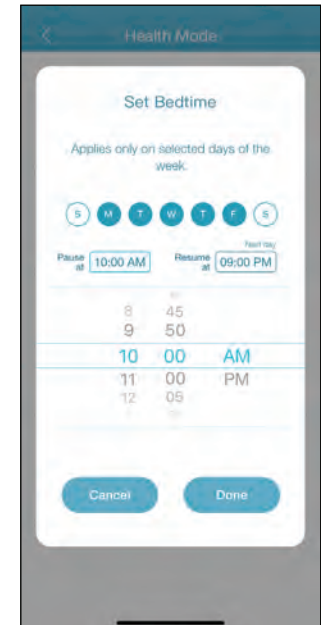 Health Mode
Set Bedtime
Applies only on selected days of the
week.
S M T W T F S
Next day
Pause at 10:00 AM Resume at 09:00 PM
8 45
9 50
10 00 AM
11 00 PM
12 05
Cancel Done